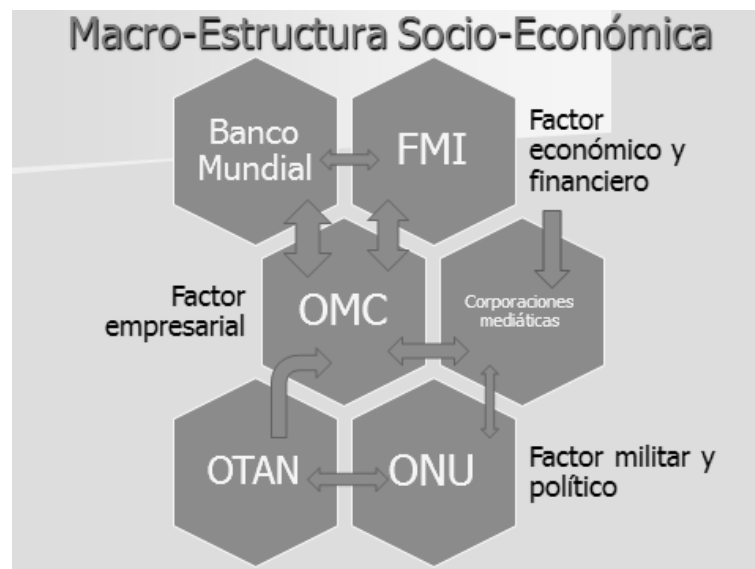 Macro-Estructura Socio-Económica
Banco
Mundial
FMI
Factor
económico y
financiero
Factor
empresarial
OMC
Corporaciones
mediáticas
OTAN
ONU
Factor militar y
político